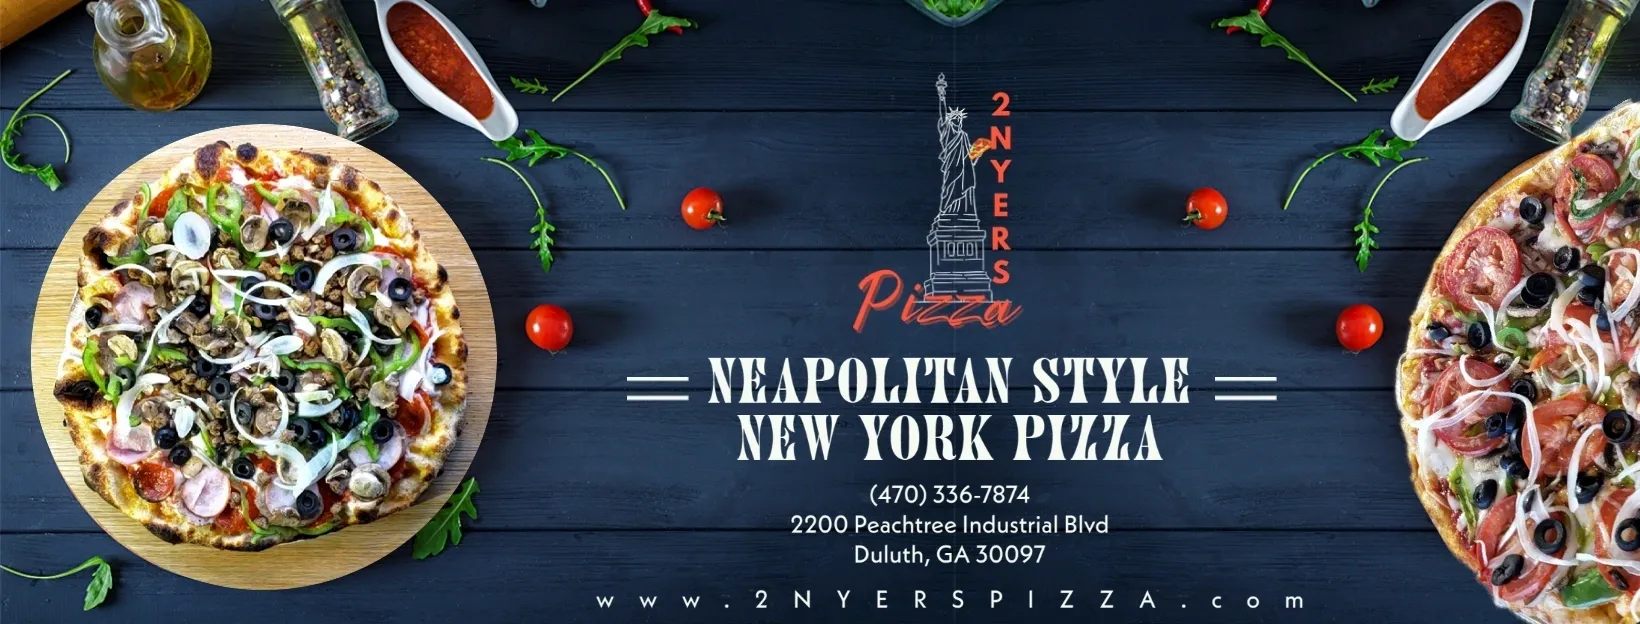 2NYERS
Pizza
NEAPOLITAN STYLE
NEW YORK PIZZA
(470) 336-7874
2200 Peachtree Industrial Blvd
Duluth, GA 30097
www.2NYERSPIZZA.com